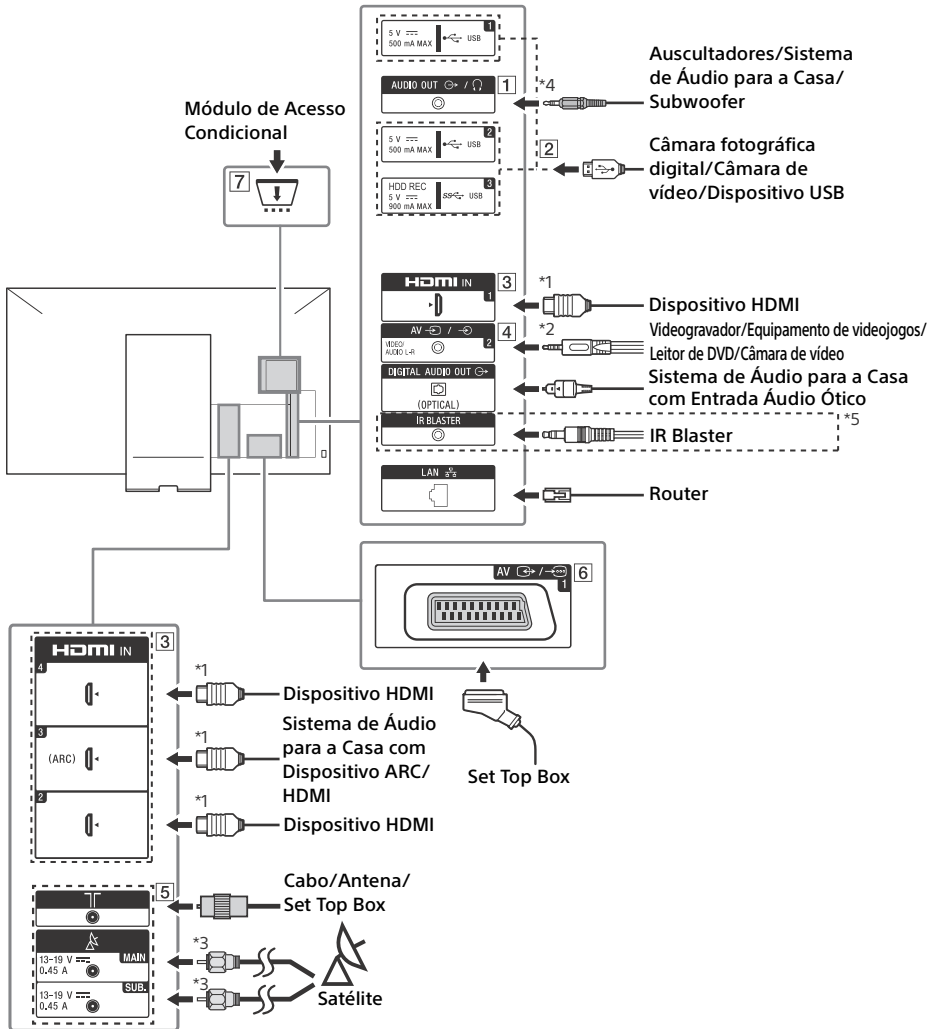 5 V
500 mA MAX
USB
1
AUDIO OUT /
1
*4
Auscultadores/Sistema
de Áudio para a Casa/
Subwoofer
Módulo de Acesso
Condicional
7
5 V
500 mA MAX
USB
2
2
Câmara fotográfica
digital/Câmara de
vídeo/Dispositivo USB
HDD REC
5 V
900 mA MAX
SS USB
3
HDMI IN
3
1
*1
Dispositivo HDMI
AV /
4
VIDEO/
AUDIO L-R
2
*2
Videogravador/Equipamento de videojogos/
Leitor de DVD/Câmara de vídeo
DIGITAL AUDIO OUT
(OPTICAL)
Sistema de Áudio para a Casa
com Entrada Áudio Ótico
IR BLASTER
IR Blaster
*5
LAN
Router
AV /
1
6
Set Top Box
HDMI IN
3
4
*1
Dispositivo HDMI
3
(ARC)
*1
Sistema de Áudio
para a Casa com
Dispositivo ARC/
HDMI
2
*1
Dispositivo HDMI
5
Cabo/Antena/
Set Top Box
13-19 V
0.45 A
MAIN
*3
13-19 V
0.45 A
SUB.
*3
Satélite